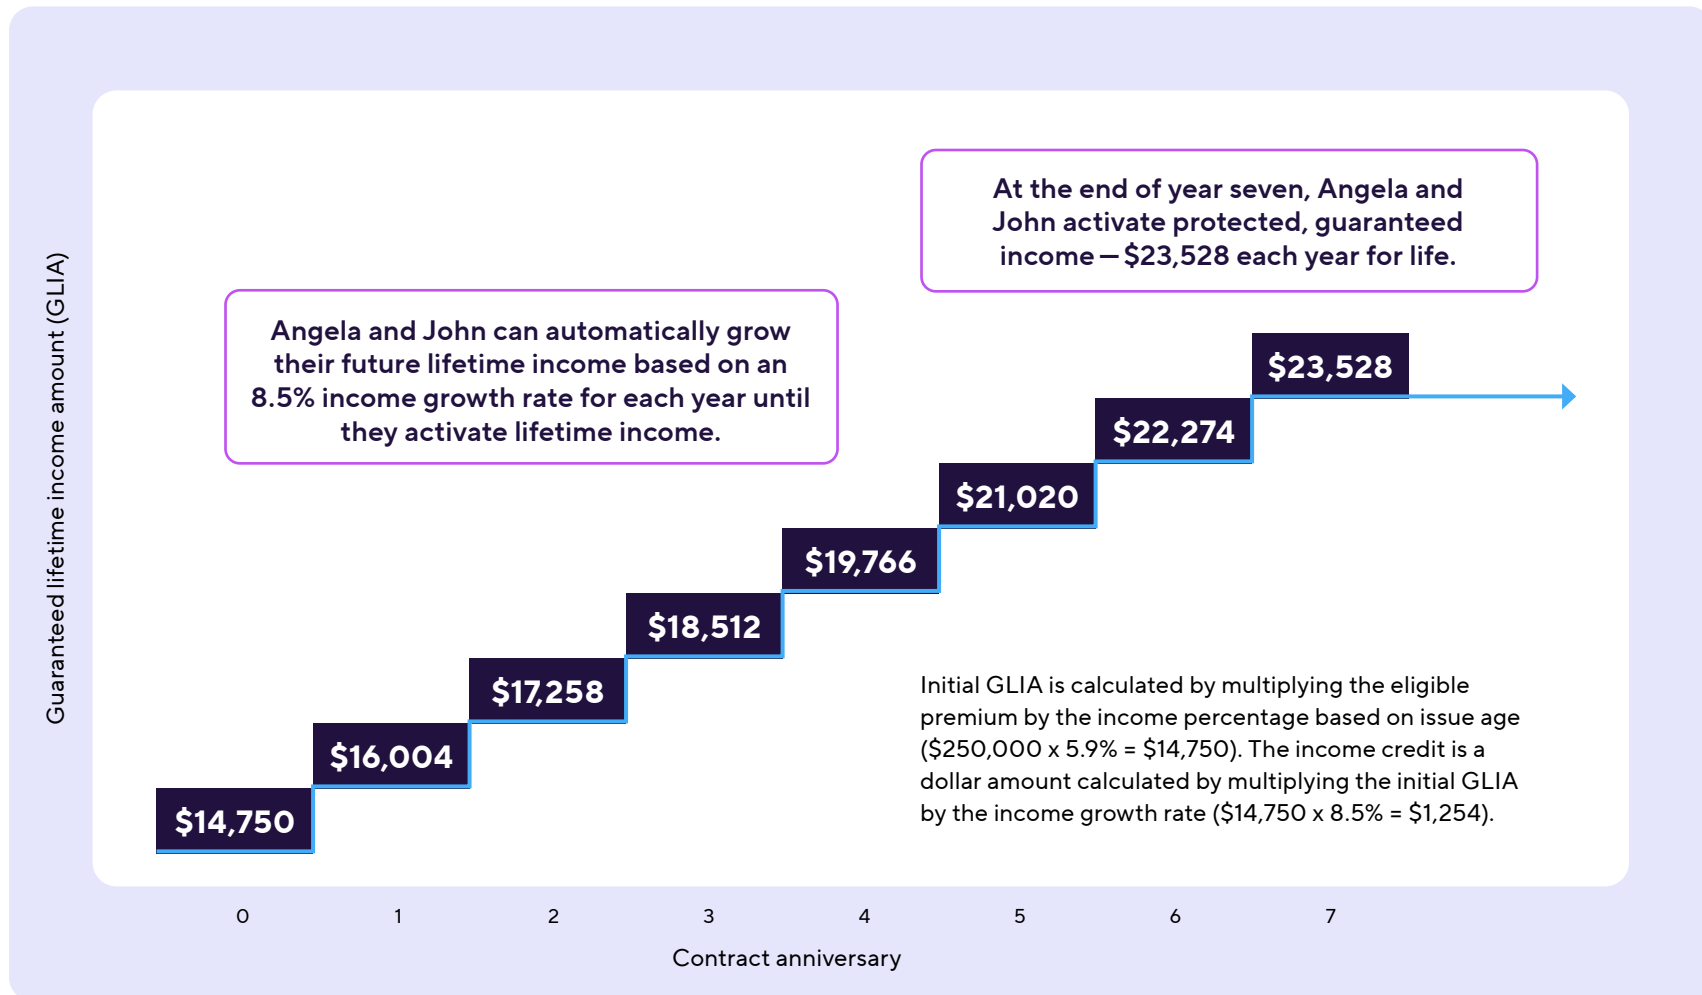 At the end of year seven, Angela and
John activate protected, guaranteed
income — $23,528 each year for life.
Angela and John can automatically grow
their future lifetime income based on an
8.5% income growth rate for each year until
they activate lifetime income.
Guaranteed lifetime income amount (GLIA)
$14,750
$16,004
$17,258
$18,512
$19,766
$21,020
$22,274
$23,528
Initial GLIA is calculated by multiplying the eligible
premium by the income percentage based on issue age
($250,000 x 5.9% = $14,750). The income credit is a
dollar amount calculated by multiplying the initial GLIA
by the income growth rate ($14,750 x 8.5% = $1,254).
0 1 2 3 4 5 6 7
Contract anniversary